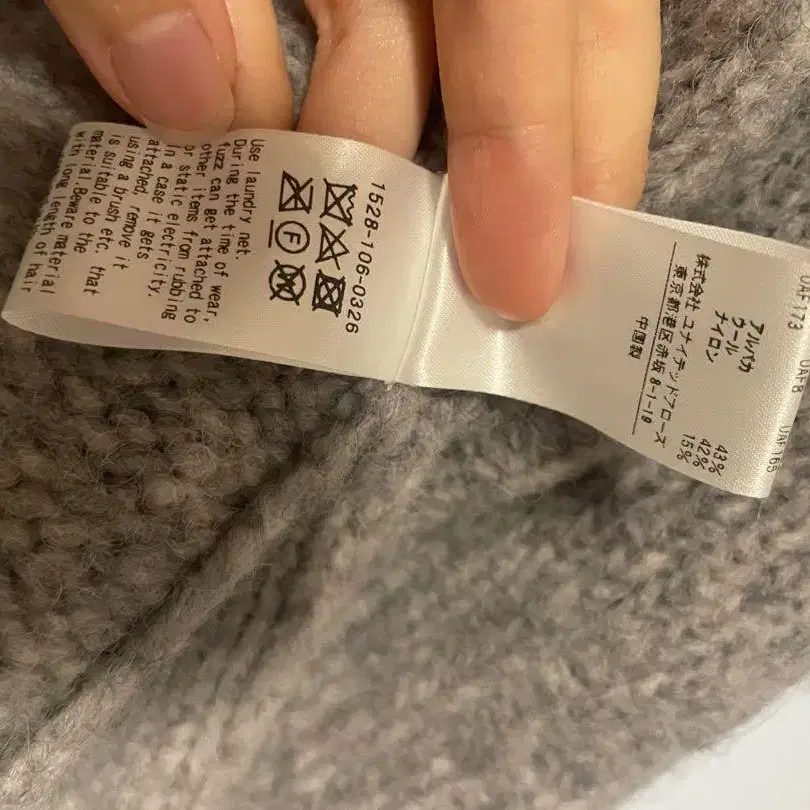 1528-106-0326
Use laundry net.
During the time of wear,
fuzz can get attached to
other items from rubbing
or static electricity.
In a case it gets
attached, remove it
using a brush etc. that
is suitable to the
material.Beware the
material
with long length of hair
UAF173 UAF8 UAF165
アルパカ 43%
ウール 42%
ナイロン 15%
株式会社 ユナイテッドアローズ
東京都港区赤坂 8-1-19
中国製